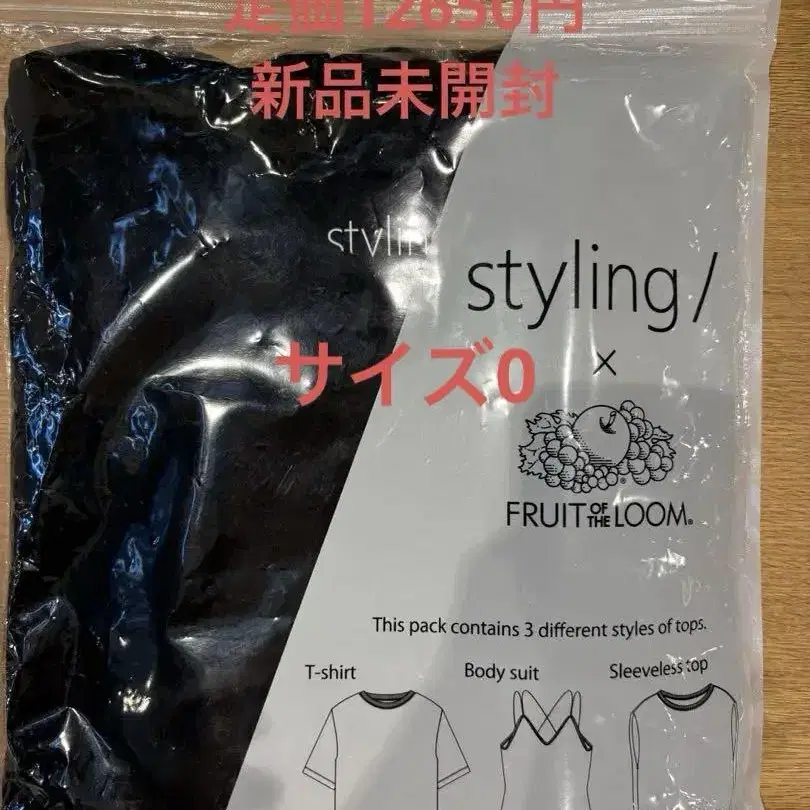 定価12650円
新品未開封
stylin
styling/
サイズ0
×
FRUIT OF THE LOOM®
This pack contains 3 different styles of tops.
T-shirt
Body suit
Sleeveless top